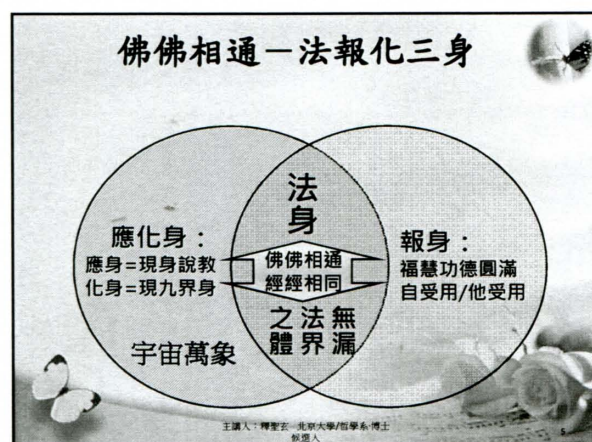 佛佛相通－法報化三身
法
身
應化身：
應身=現身說教
化身=現九界身
宇宙萬象
佛佛相通
經經相同
無漏
法界
之體
報身：
福慧功德圓滿
自受用/他受用
主講人：釋聖玄 北京大學/哲學系博士
候選人
5